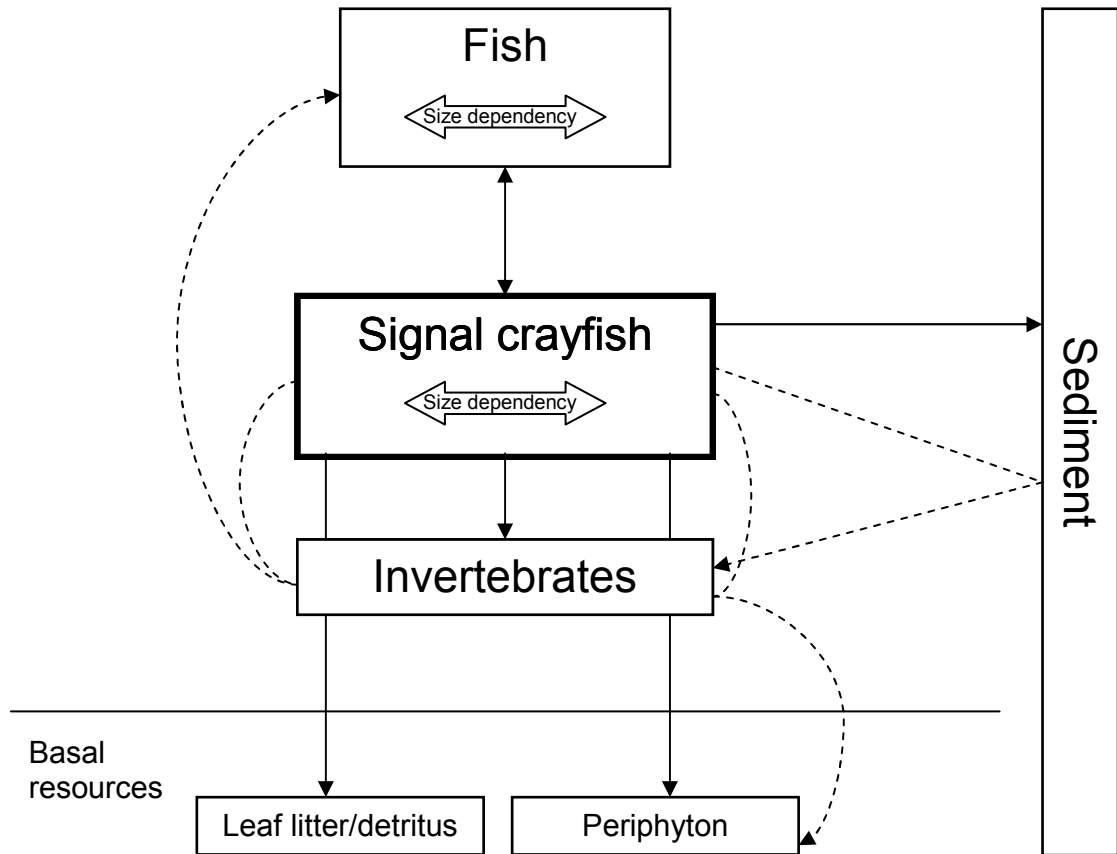 Fish
Size dependency
Signal crayfish
Size dependency
Sediment
Invertebrates
Basal
resources
Leaf litter/detritus
Periphyton